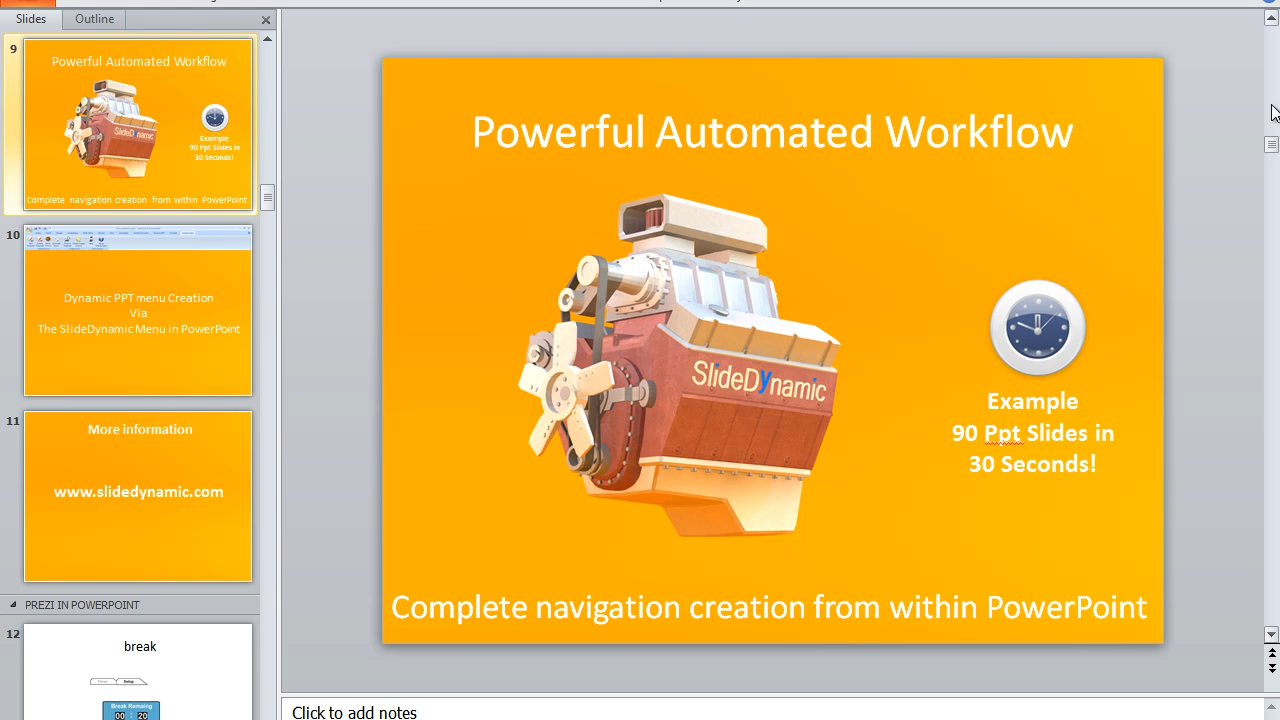 Slides
Outline
9
Powerful Automated Workflow
SlideDynamic
Example
90 Ppt Slides in
30 Seconds!
Complete navigation creation from within PowerPoint
10
Dynamic PPT menu Creation
Via
The SlideDynamic Menu in PowerPoint
11
More information
www.slidedynamic.com
PREZI IN POWERPOINT
12
break
Setup
Break Remaing
00 : 20
Powerful Automated Workflow
SlideDynamic
Example
90 Ppt Slides in
30 Seconds!
Complete navigation creation from within PowerPoint
Click to add notes